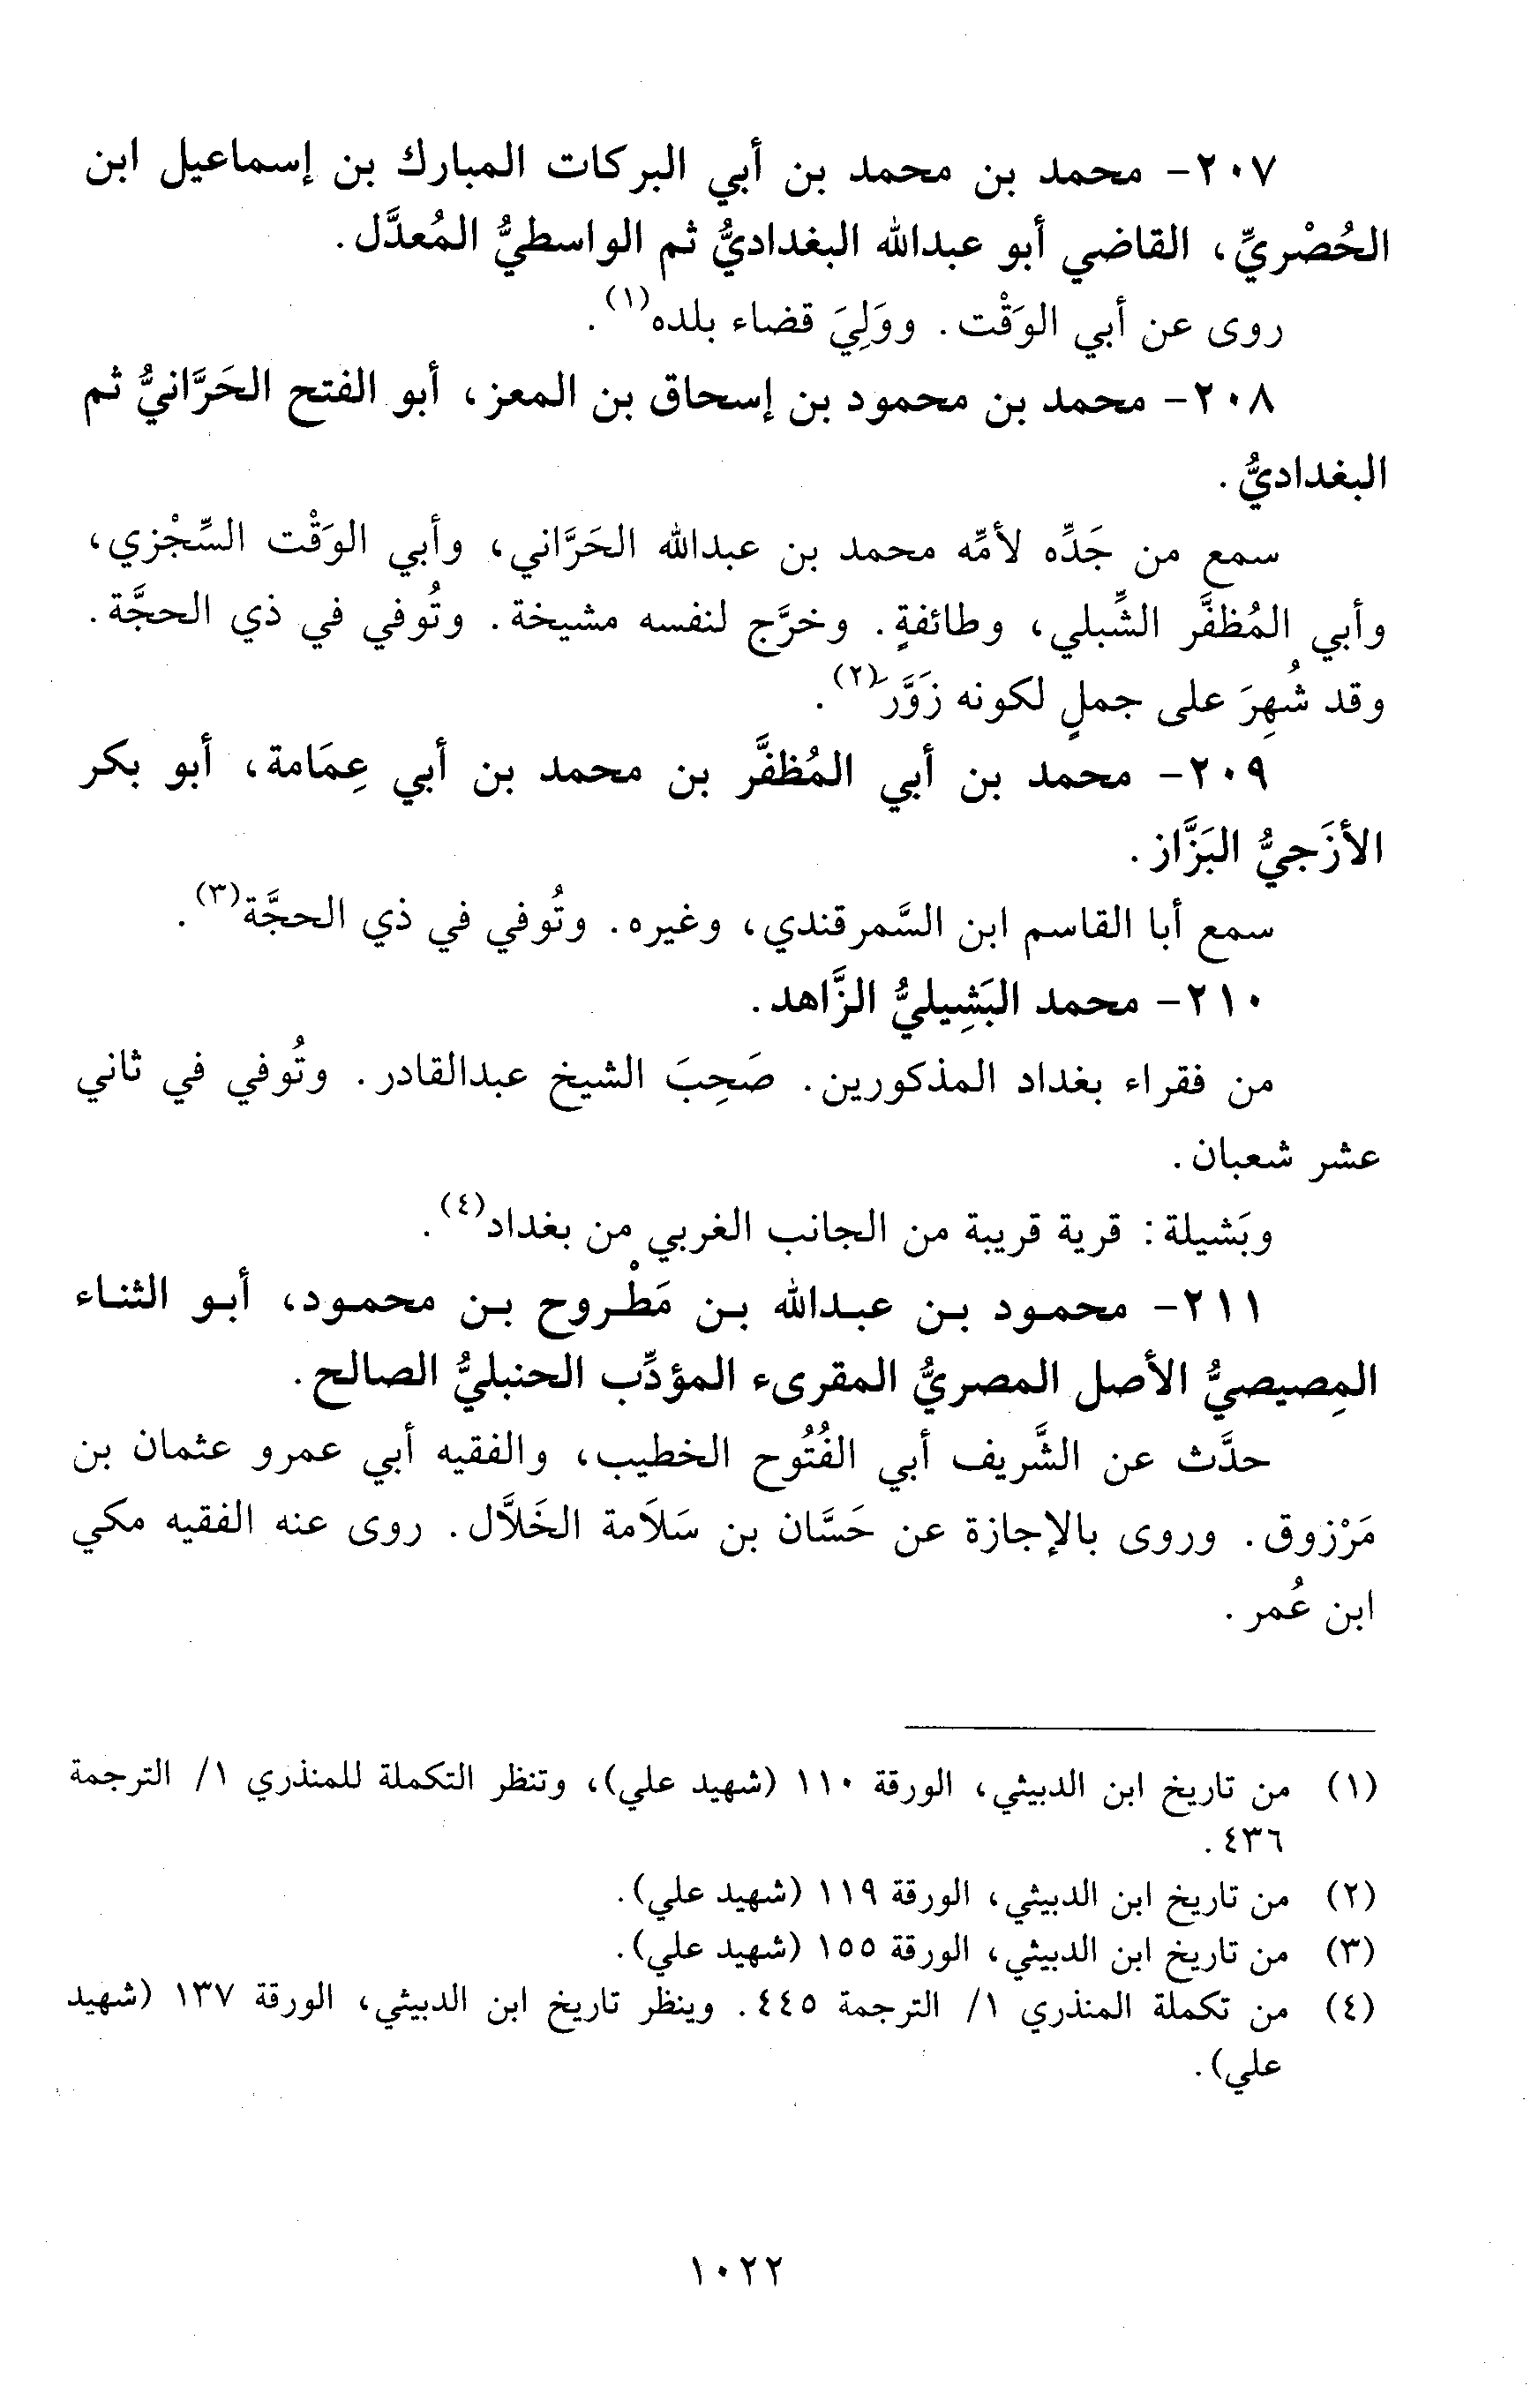 ٢٠٧- محمد بن محمد بن أبي البركات المبارك بن إسماعيل ابن
الحُصْريِّ، القاضي أبو عبدالله البغداديُّ ثم الواسطيُّ المُعدَّل.
روى عن أبي الوَقْت. ووَلِيَ قضاء بلده(١).
٢٠٨- محمد بن محمود بن إسحاق بن المعز، أبو الفتح الحَرَّانيُّ ثم
البغداديُّ.
سمع من جَدِّه لأمِّه محمد بن عبدالله الحَرَّاني، وأبي الوَقْت السِّجْزي،
وأبي المُظفَّر الشِّبلي، وطائفةٍ. وخرَّج لنفسه مشيخة. وتُوفي في ذي الحجَّة.
وقد شُهِرَ على جملٍ لكونه زَوَّرَ(٢).
٢٠٩- محمد بن أبي المُظفَّر بن محمد بن أبي عِمَامة، أبو بكر
الأزَجيُّ البَزَّاز.
سمع أبا القاسم ابن السَّمرقندي، وغيره. وتُوفي في ذي الحجَّة(٣).
٢١٠- محمد البَشِيليُّ الزَّاهد.
من فقراء بغداد المذكورين. صَحِبَ الشيخ عبدالقادر. وتُوفي في ثاني
عشر شعبان.
وبَشيلة: قرية قريبة من الجانب الغربي من بغداد(٤).
٢١١- محمود بن عبدالله بن مَطْروح بن محمود، أبو الثناء
المِصيصيُّ الأصل المصريُّ المقرىء المؤدِّب الحنبليُّ الصالح.
حدَّث عن الشَّريف أبي الفُتُوح الخطيب، والفقيه أبي عمرو عثمان بن
مَرْزوق. وروى بالإجازة عن حَسَّان بن سَلاَمة الخَلاَّل. روى عنه الفقيه مكي
ابن عُمر.
(١) من تاريخ ابن الدبيثي، الورقة ١١٠ (شهيد علي)، وتنظر التكملة للمنذري ١/ الترجمة
٤٣٦.
(٢) من تاريخ ابن الدبيثي، الورقة ١١٩ (شهيد علي).
(٣) من تاريخ ابن الدبيثي، الورقة ١٥٥ (شهيد علي).
(٤) من تكملة المنذري ١/ الترجمة ٤٤٥. وينظر تاريخ ابن الدبيثي، الورقة ١٣٧ (شهيد
علي).
١٠٢٢